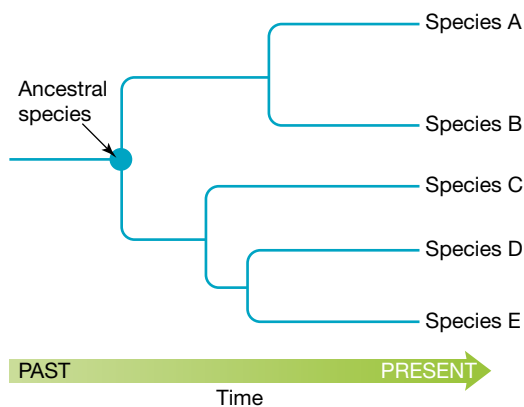 Species A
Ancestral
species
Species B
Species C
Species D
Species E
PAST
PRESENT
Time